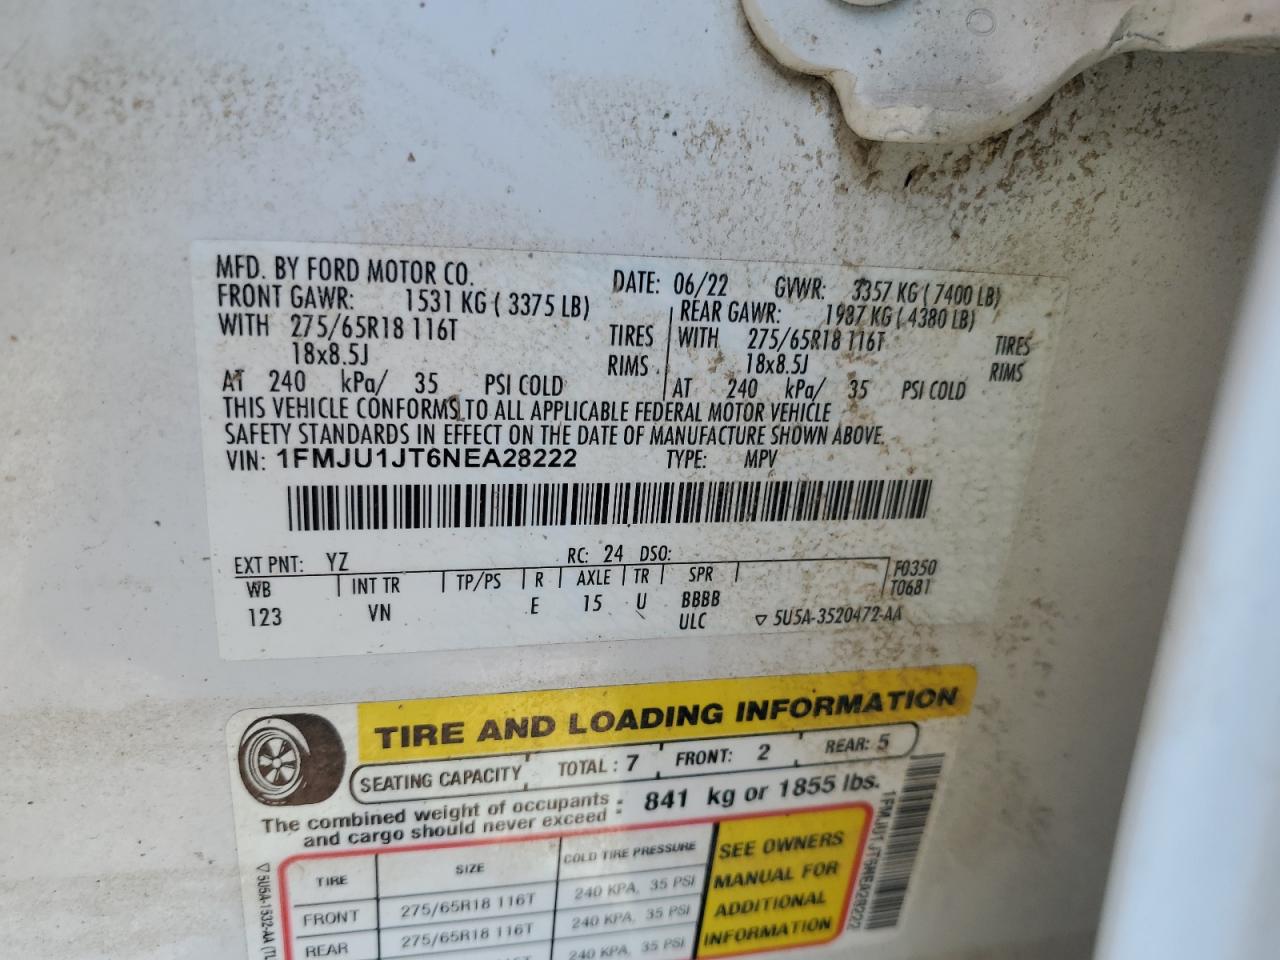 MFD. BY FORD MOTOR CO. DATE: 06/22 GVWR: 3357 KG ( 7400 LB)
FRONT GAWR: 1531 KG ( 3375 LB) REAR GAWR: 1987 KG ( 4380 LB)
WITH 275/65R18 116T TIRES WITH 275/65R18 116T TIRES
18x8.5J RIMS 18x8.5J RIMS
AT 240 kPa/ 35 PSI COLD AT 240 kPa/ 35 PSI COLD
THIS VEHICLE CONFORMS TO ALL APPLICABLE FEDERAL MOTOR VEHICLE
SAFETY STANDARDS IN EFFECT ON THE DATE OF MANUFACTURE SHOWN ABOVE.
VIN: 1FMJU1JT6NEA28222 TYPE: MPV
EXT PNT: YZ RC: 24 DSO: F0350
WB INT TR TP/PS R AXLE TR SPR T0681
123 VN E 15 U BBBB
ULC ▽ 5U5A-3520472-AA
TIRE AND LOADING INFORMATION
SEATING CAPACITY TOTAL : 7 FRONT: 2 REAR: 5
The combined weight of occupants : 841 kg or 1855 lbs.
and cargo should never exceed :
TIRE SIZE COLD TIRE PRESSURE
FRONT 275/65R18 116T 240 KPA, 35 PSI
REAR 275/65R18 116T 240 KPA, 35 PSI
240 KPA, 35 PSI
SEE OWNERS
MANUAL FOR
ADDITIONAL
INFORMATION
1FMJU1JT6NEA28222
▽ 5U5A-1532-AA